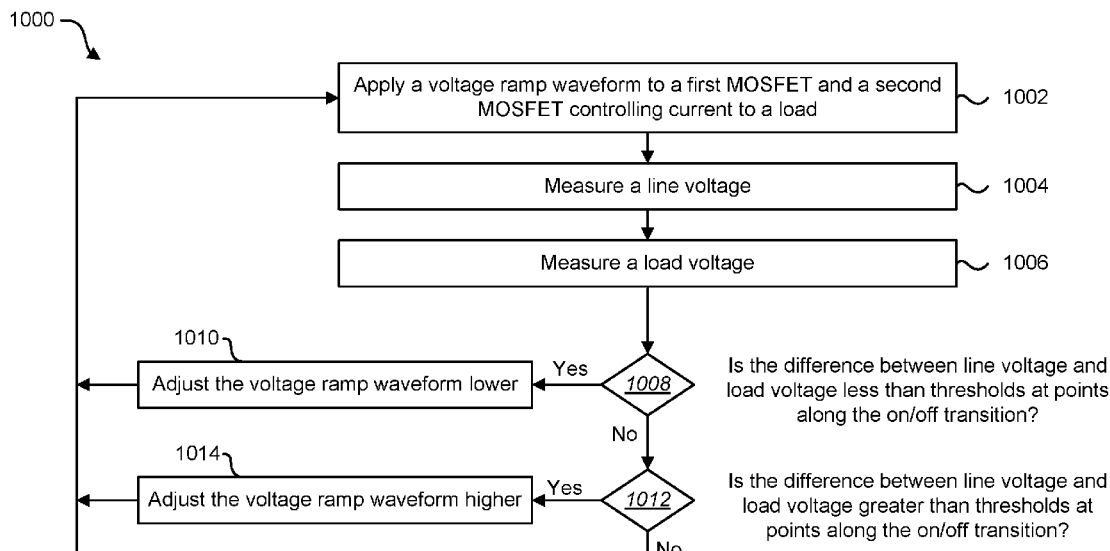 1000
Apply a voltage ramp waveform to a first MOSFET and a second
MOSFET controlling current to a load
1002
Measure a line voltage
1004
Measure a load voltage
1006
1010
Adjust the voltage ramp waveform lower
Yes
1008
Is the difference between line voltage and
load voltage less than thresholds at points
along the on/off transition?
No
1014
Adjust the voltage ramp waveform higher
Yes
1012
Is the difference between line voltage and
load voltage greater than thresholds at
points along the on/off transition?
No